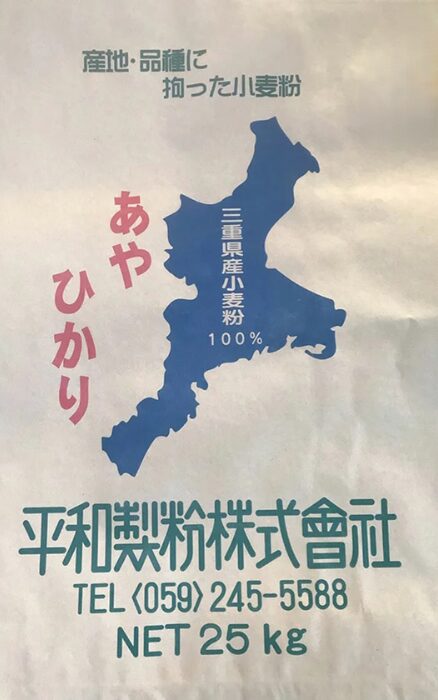 産地・品種に
拘った小麦粉
あや
ひかり
三重県産小麦粉
100%
平和製粉株式會社
TEL〈059〉245-5588
NET 25 kg